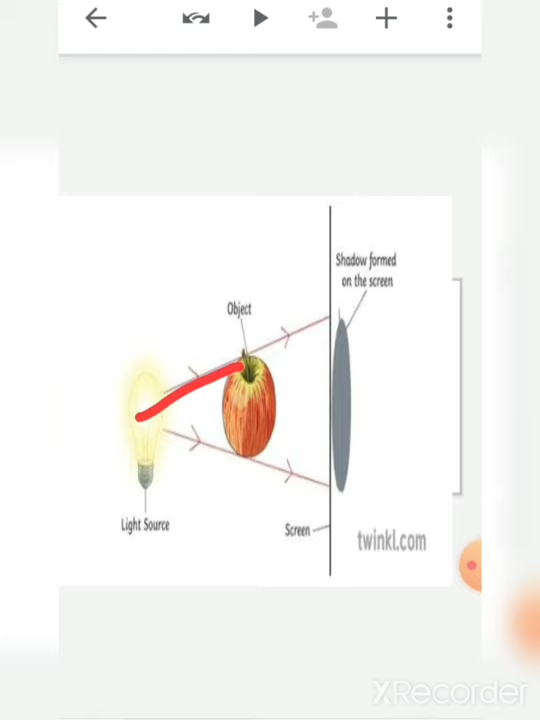 Shadow formed
on the screen
Object
Light Source
Screen
twinkl.com
XRecorder